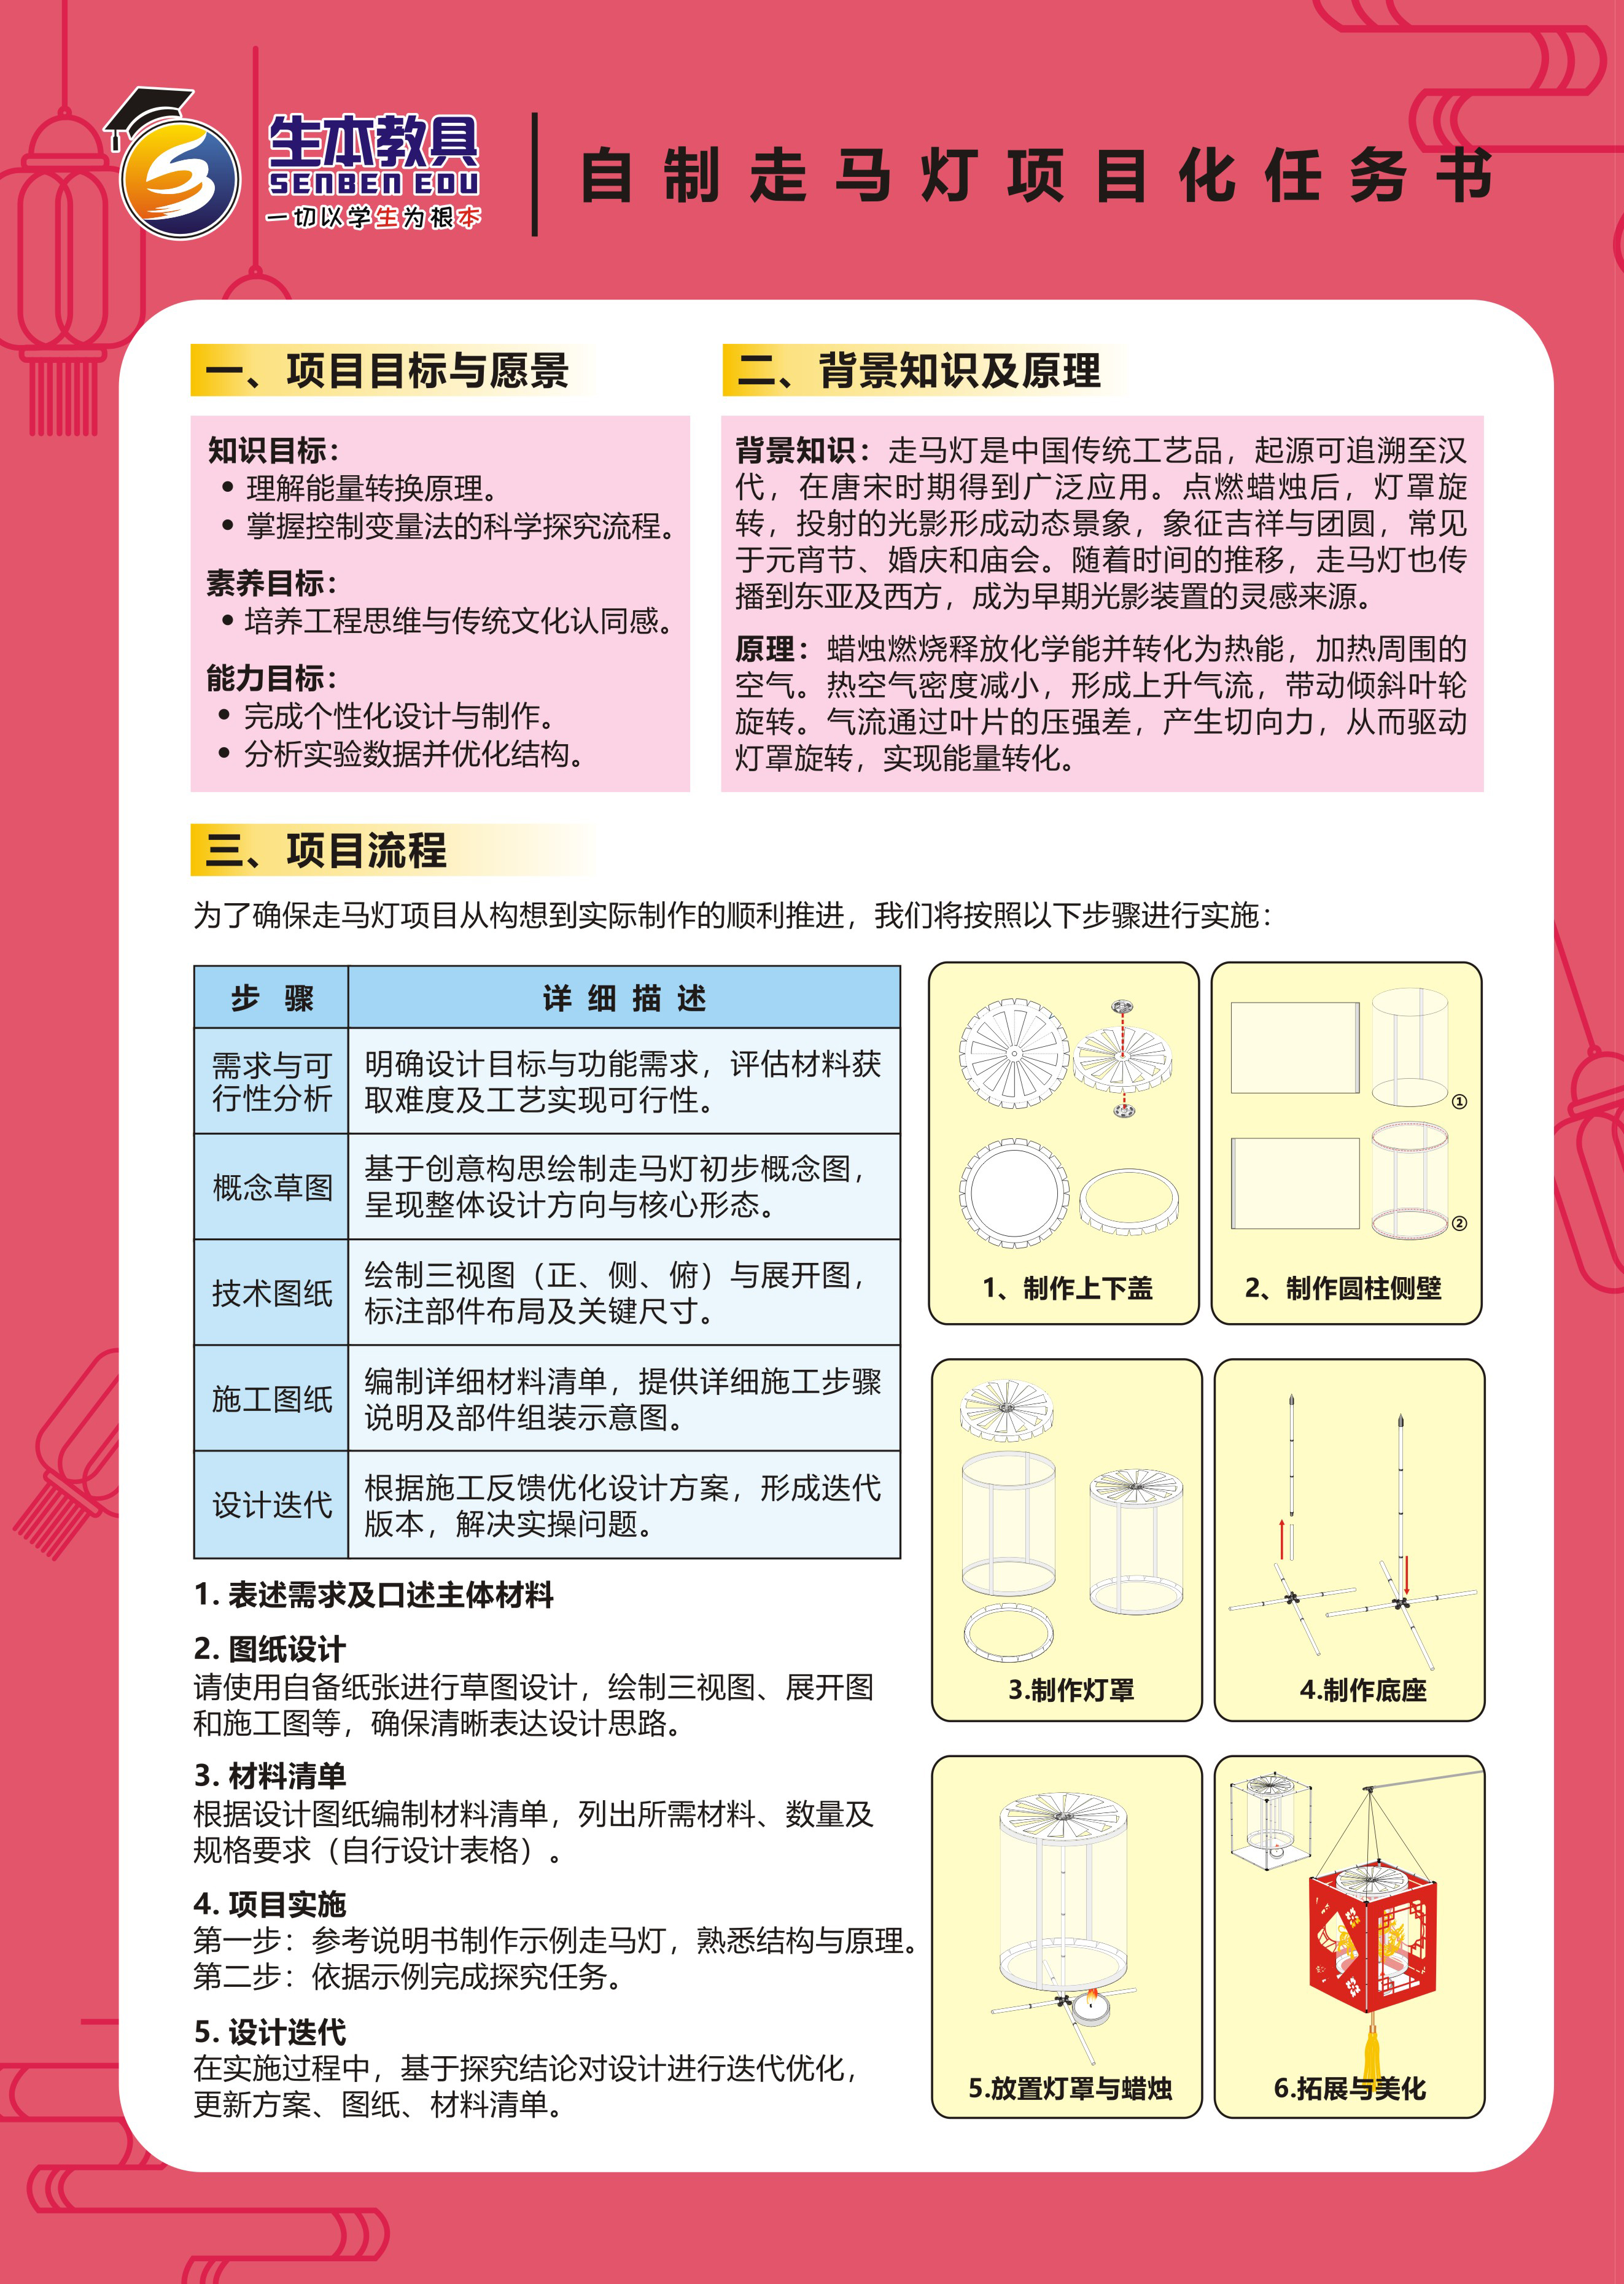 生本教具
SENBEN EDU
一切以学生为根本
自制走马灯项目化任务书
一、项目目标与愿景
知识目标：
● 理解能量转换原理。
● 掌握控制变量法的科学探究流程。
素养目标：
● 培养工程思维与传统文化认同感。
能力目标：
● 完成个性化设计与制作。
● 分析实验数据并优化结构。
二、背景知识及原理
背景知识：走马灯是中国传统工艺品，起源可追溯至汉
代，在唐宋时期得到广泛应用。点燃蜡烛后，灯罩旋
转，投射的光影形成动态景象，象征吉祥与团圆，常见
于元宵节、婚庆和庙会。随着时间的推移，走马灯也传
播到东亚及西方，成为早期光影装置的灵感来源。
原理：蜡烛燃烧释放化学能并转化为热能，加热周围的
空气。热空气密度减小，形成上升气流，带动倾斜叶轮
旋转。气流通过叶片的压强差，产生切向力，从而驱动
灯罩旋转，实现能量转化。
三、项目流程
为了确保走马灯项目从构想到实际制作的顺利推进，我们将按照以下步骤进行实施：
步 骤
详 细 描 述
需求与可
行性分析
明确设计目标与功能需求，评估材料获
取难度及工艺实现可行性。
概念草图
基于创意构思绘制走马灯初步概念图，
呈现整体设计方向与核心形态。
技术图纸
绘制三视图（正、侧、俯）与展开图，
标注部件布局及关键尺寸。
施工图纸
编制详细材料清单，提供详细施工步骤
说明及部件组装示意图。
设计迭代
根据施工反馈优化设计方案，形成迭代
版本，解决实操问题。
1. 表述需求及口述主体材料
2. 图纸设计
请使用自备纸张进行草图设计，绘制三视图、展开图
和施工图等，确保清晰表达设计思路。
3. 材料清单
根据设计图纸编制材料清单，列出所需材料、数量及
规格要求（自行设计表格）。
4. 项目实施
第一步：参考说明书制作示例走马灯，熟悉结构与原理。
第二步：依据示例完成探究任务。
5. 设计迭代
在实施过程中，基于探究结论对设计进行迭代优化，
更新方案、图纸、材料清单。
1、制作上下盖
①
②
2、制作圆柱侧壁
3.制作灯罩
4.制作底座
5.放置灯罩与蜡烛
6.拓展与美化